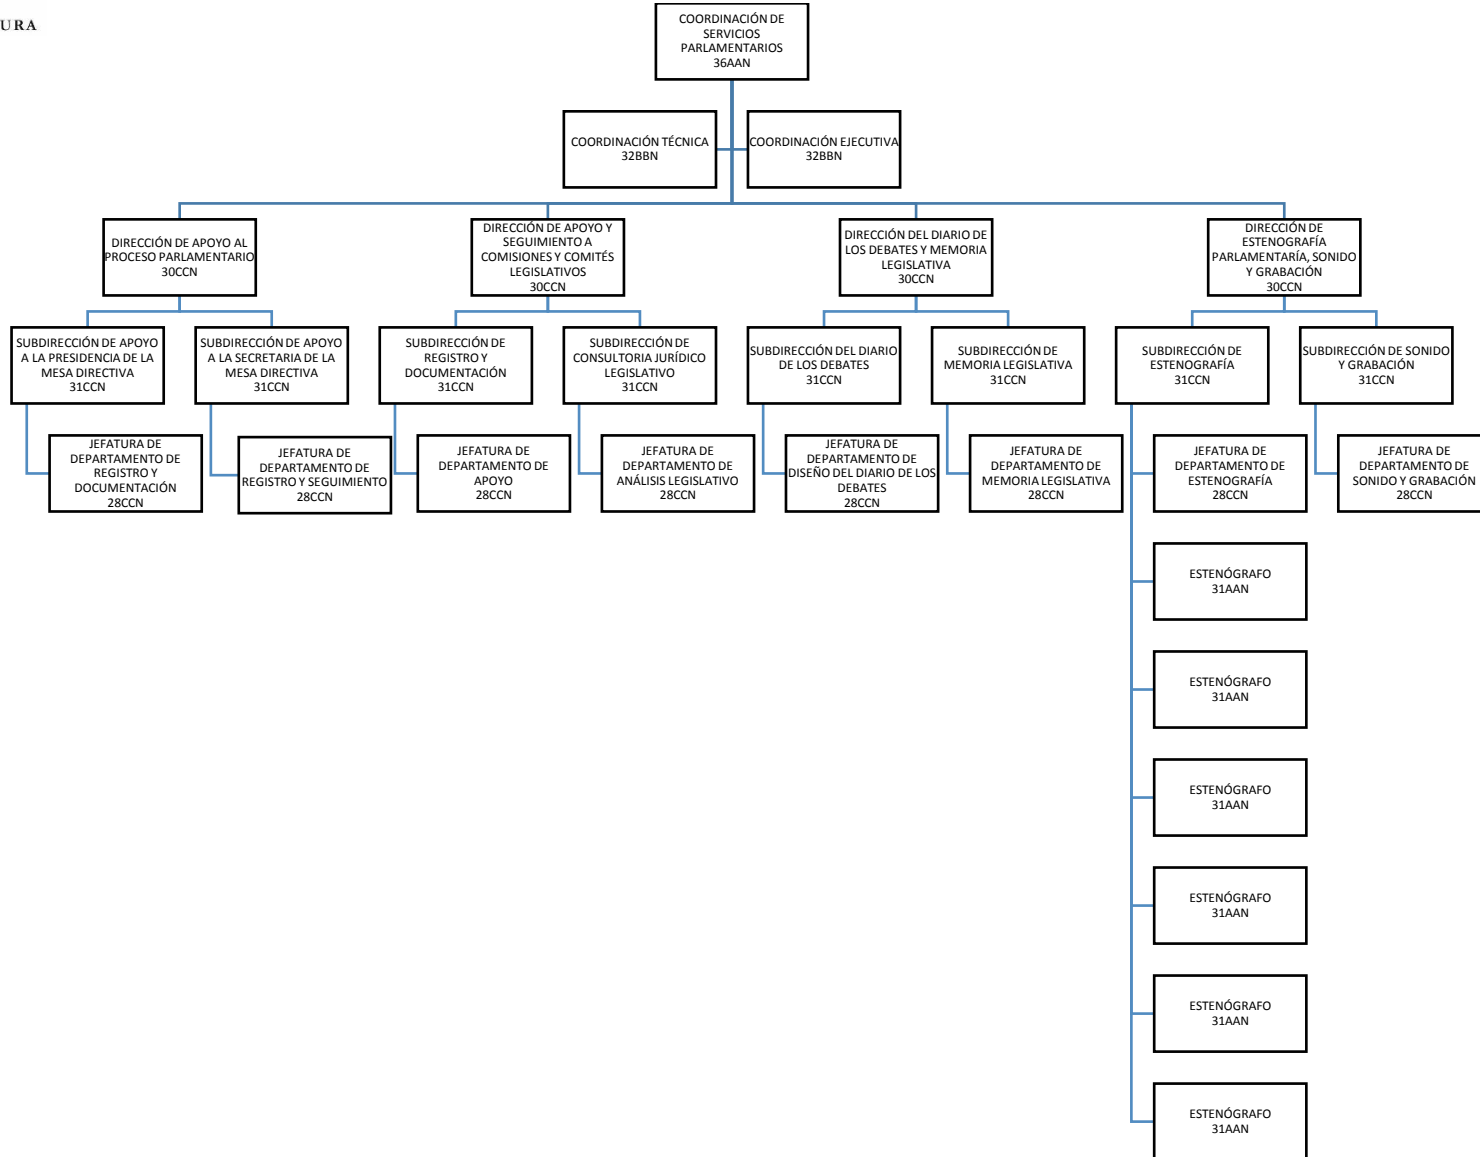 URA
COORDINACIÓN DE
SERVICIOS
PARLAMENTARIOS
36AAN
COORDINACIÓN TÉCNICA
32BBN
COORDINACIÓN EJECUTIVA
32BBN
DIRECCIÓN DE APOYO AL
PROCESO PARLAMENTARIO
30CCN
DIRECCIÓN DE APOYO Y
SEGUIMIENTO A
COMISIONES Y COMITÉS
LEGISLATIVOS
30CCN
DIRECCIÓN DEL DIARIO DE
LOS DEBATES Y MEMORIA
LEGISLATIVA
30CCN
DIRECCIÓN DE
ESTENOGRAFÍA
PARLAMENTARÍA, SONIDO
Y GRABACIÓN
30CCN
SUBDIRECCIÓN DE APOYO
A LA PRESIDENCIA DE LA
MESA DIRECTIVA
31CCN
SUBDIRECCIÓN DE APOYO
A LA SECRETARIA DE LA
MESA DIRECTIVA
31CCN
SUBDIRECCIÓN DE
REGISTRO Y
DOCUMENTACIÓN
31CCN
SUBDIRECCIÓN DE
CONSULTORIA JURÍDICO
LEGISLATIVO
31CCN
SUBDIRECCIÓN DEL DIARIO
DE LOS DEBATES
31CCN
SUBDIRECCIÓN DE
MEMORIA LEGISLATIVA
31CCN
SUBDIRECCIÓN DE
ESTENOGRAFÍA
31CCN
SUBDIRECCIÓN DE SONIDO
Y GRABACIÓN
31CCN
JEFATURA DE
DEPARTAMENTO DE
REGISTRO Y
DOCUMENTACIÓN
28CCN
JEFATURA DE
DEPARTAMENTO DE
REGISTRO Y SEGUIMIENTO
28CCN
JEFATURA DE
DEPARTAMENTO DE
APOYO
28CCN
JEFATURA DE
DEPARTAMENTO DE
ANÁLISIS LEGISLATIVO
28CCN
JEFATURA DE
DEPARTAMENTO DE
DISEÑO DEL DIARIO DE LOS
DEBATES
28CCN
JEFATURA DE
DEPARTAMENTO DE
MEMORIA LEGISLATIVA
28CCN
JEFATURA DE
DEPARTAMENTO DE
ESTENOGRAFÍA
28CCN
JEFATURA DE
DEPARTAMENTO DE
SONIDO Y GRABACIÓN
28CCN
ESTENÓGRAFO
31AAN
ESTENÓGRAFO
31AAN
ESTENÓGRAFO
31AAN
ESTENÓGRAFO
31AAN
ESTENÓGRAFO
31AAN
ESTENÓGRAFO
31AAN